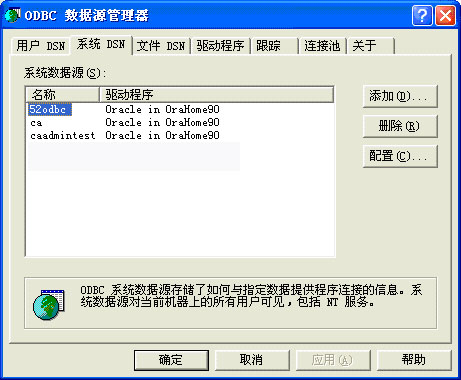 ODBC 数据源管理器
用户 DSN 系统 DSN 文件 DSN 驱动程序 跟踪 连接池 关于
系统数据源(S):
名称 驱动程序
52odbc Oracle in OraHome90
ca Oracle in OraHome90
caadmintest Oracle in OraHome90
添加(D)...
删除(R)
配置(C)...
ODBC 系统数据源存储了如何与指定数据提供程序连接的信息。系
统数据源对当前机器上的所有用户可见，包括 NT 服务。
确定 取消 应用(A) 帮助